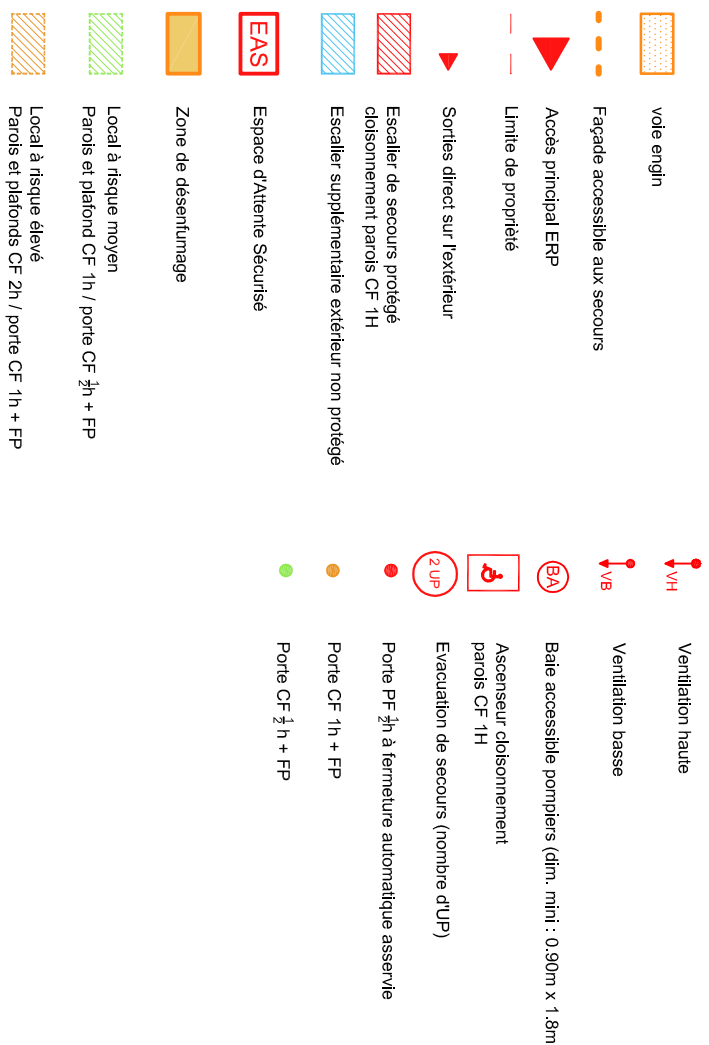 voie engin
Façade accessible aux secours
Accès principal ERP
Limite de propriètè
Sorties direct sur l'extérieur
Escalier de secours protégé
cloisonnement parois CF 1H
Escalier supplémentaire extérieur non protégé
EAS
Espace d'Attente Sécurisé
Zone de désenfumage
Local à risque moyen
Parois et plafond CF 1h / porte CF ½h + FP
Local à risque élevé
Parois et plafonds CF 2h / porte CF 1h + FP
VH
Ventilation haute
VB
Ventilation basse
BA
Baie accessible pompiers (dim. mini : 0.90m x 1.8m
Ascenseur cloisonnement
parois CF 1H
2 UP
Evacuation de secours (nombre d'UP)
Porte PF ½h à fermeture automatique asservie
Porte CF 1h + FP
Porte CF ½ h + FP